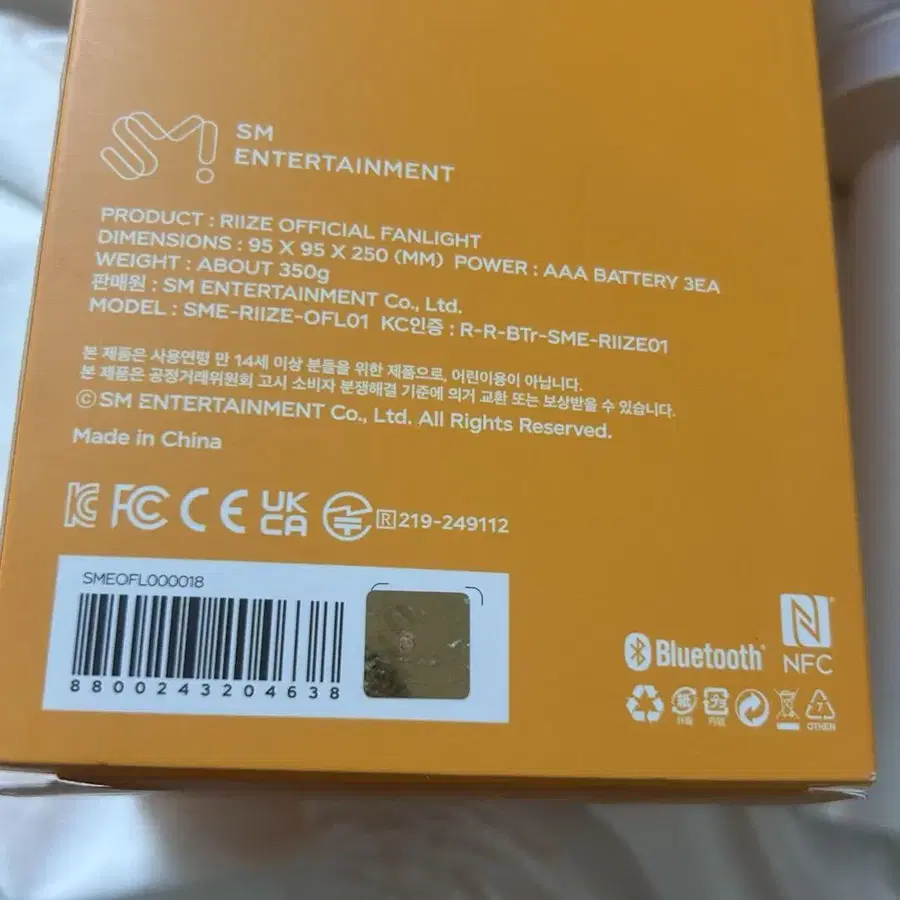 SM
ENTERTAINMENT
PRODUCT : RIIZE OFFICIAL FANLIGHT
DIMENSIONS : 95 X 95 X 250 (MM) POWER : AAA BATTERY 3EA
WEIGHT : ABOUT 350g
판매원 : SM ENTERTAINMENT Co., Ltd.
MODEL : SME-RIIZE-OFL01 KC인증 : R-R-BTr-SME-RIIZE01
본 제품은 사용연령 만 14세 이상 분들을 위한 제품으로, 어린이용이 아닙니다.
본 제품은 공정거래위원회 고시 소비자 분쟁해결 기준에 의거 교환 또는 보상받을 수 있습니다.
©SM ENTERTAINMENT Co., Ltd. All Rights Reserved.
Made in China
KC FC CE UK CA R 219-249112
SMEOFL000018
8800243204638
Bluetooth®
NFC
紙 プラ 7
OTHER